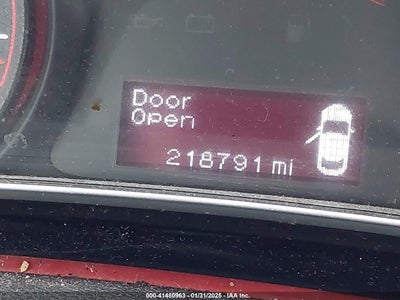 Door
Open
218791 mi
000-41480963 - 01/31/2025 - IAA Inc.